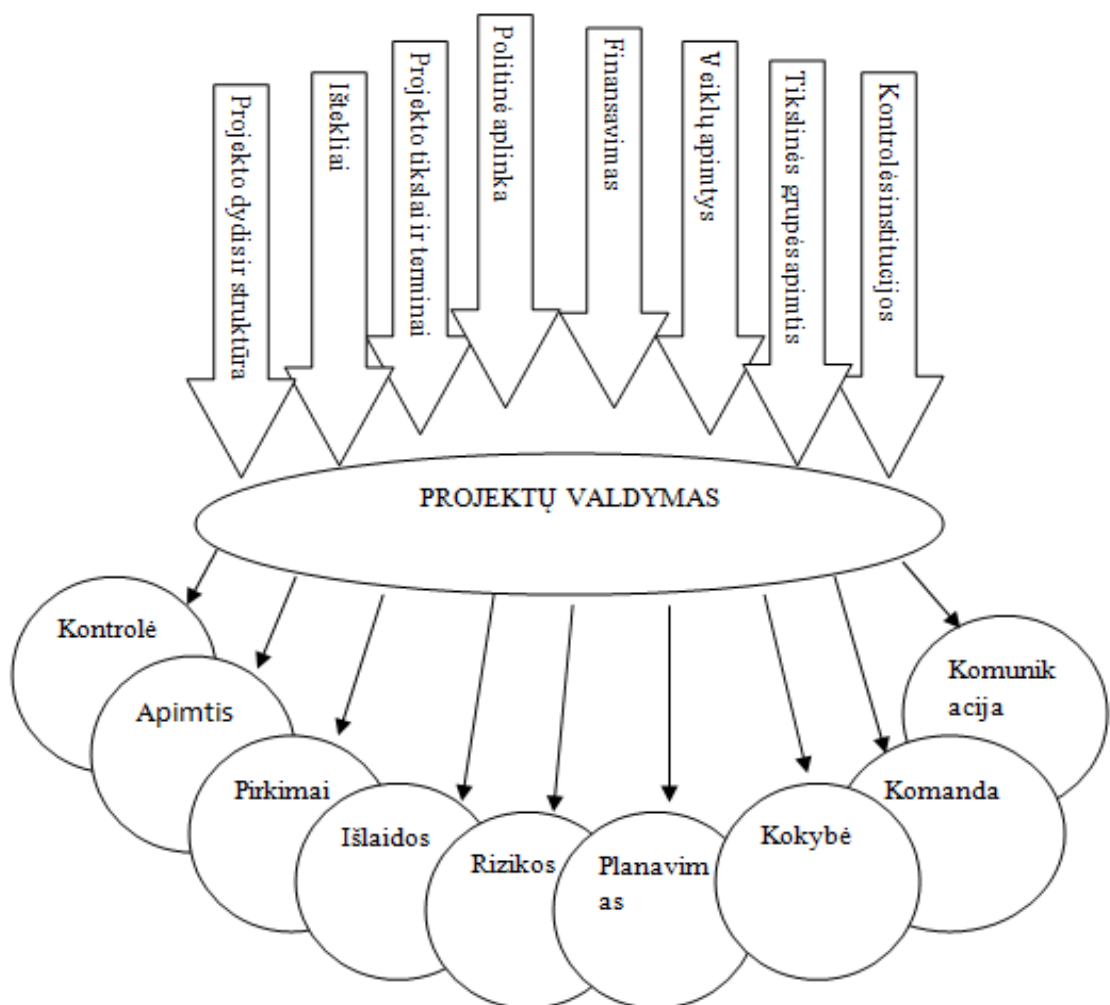 Projekto dydis ir struktūra
Ištekliai
Projekto tikslai ir terminai
Politinė aplinka
Finansavimas
Veiklų apimtys
Tikslinės grupės apimtis
Kontrolės institucijos
PROJEKTŲ VALDYMAS
Kontrolė
Apimtis
Pirkimai
Išlaidos
Rizikos
Planavim
as
Kokybė
Komanda
Komunik
acija